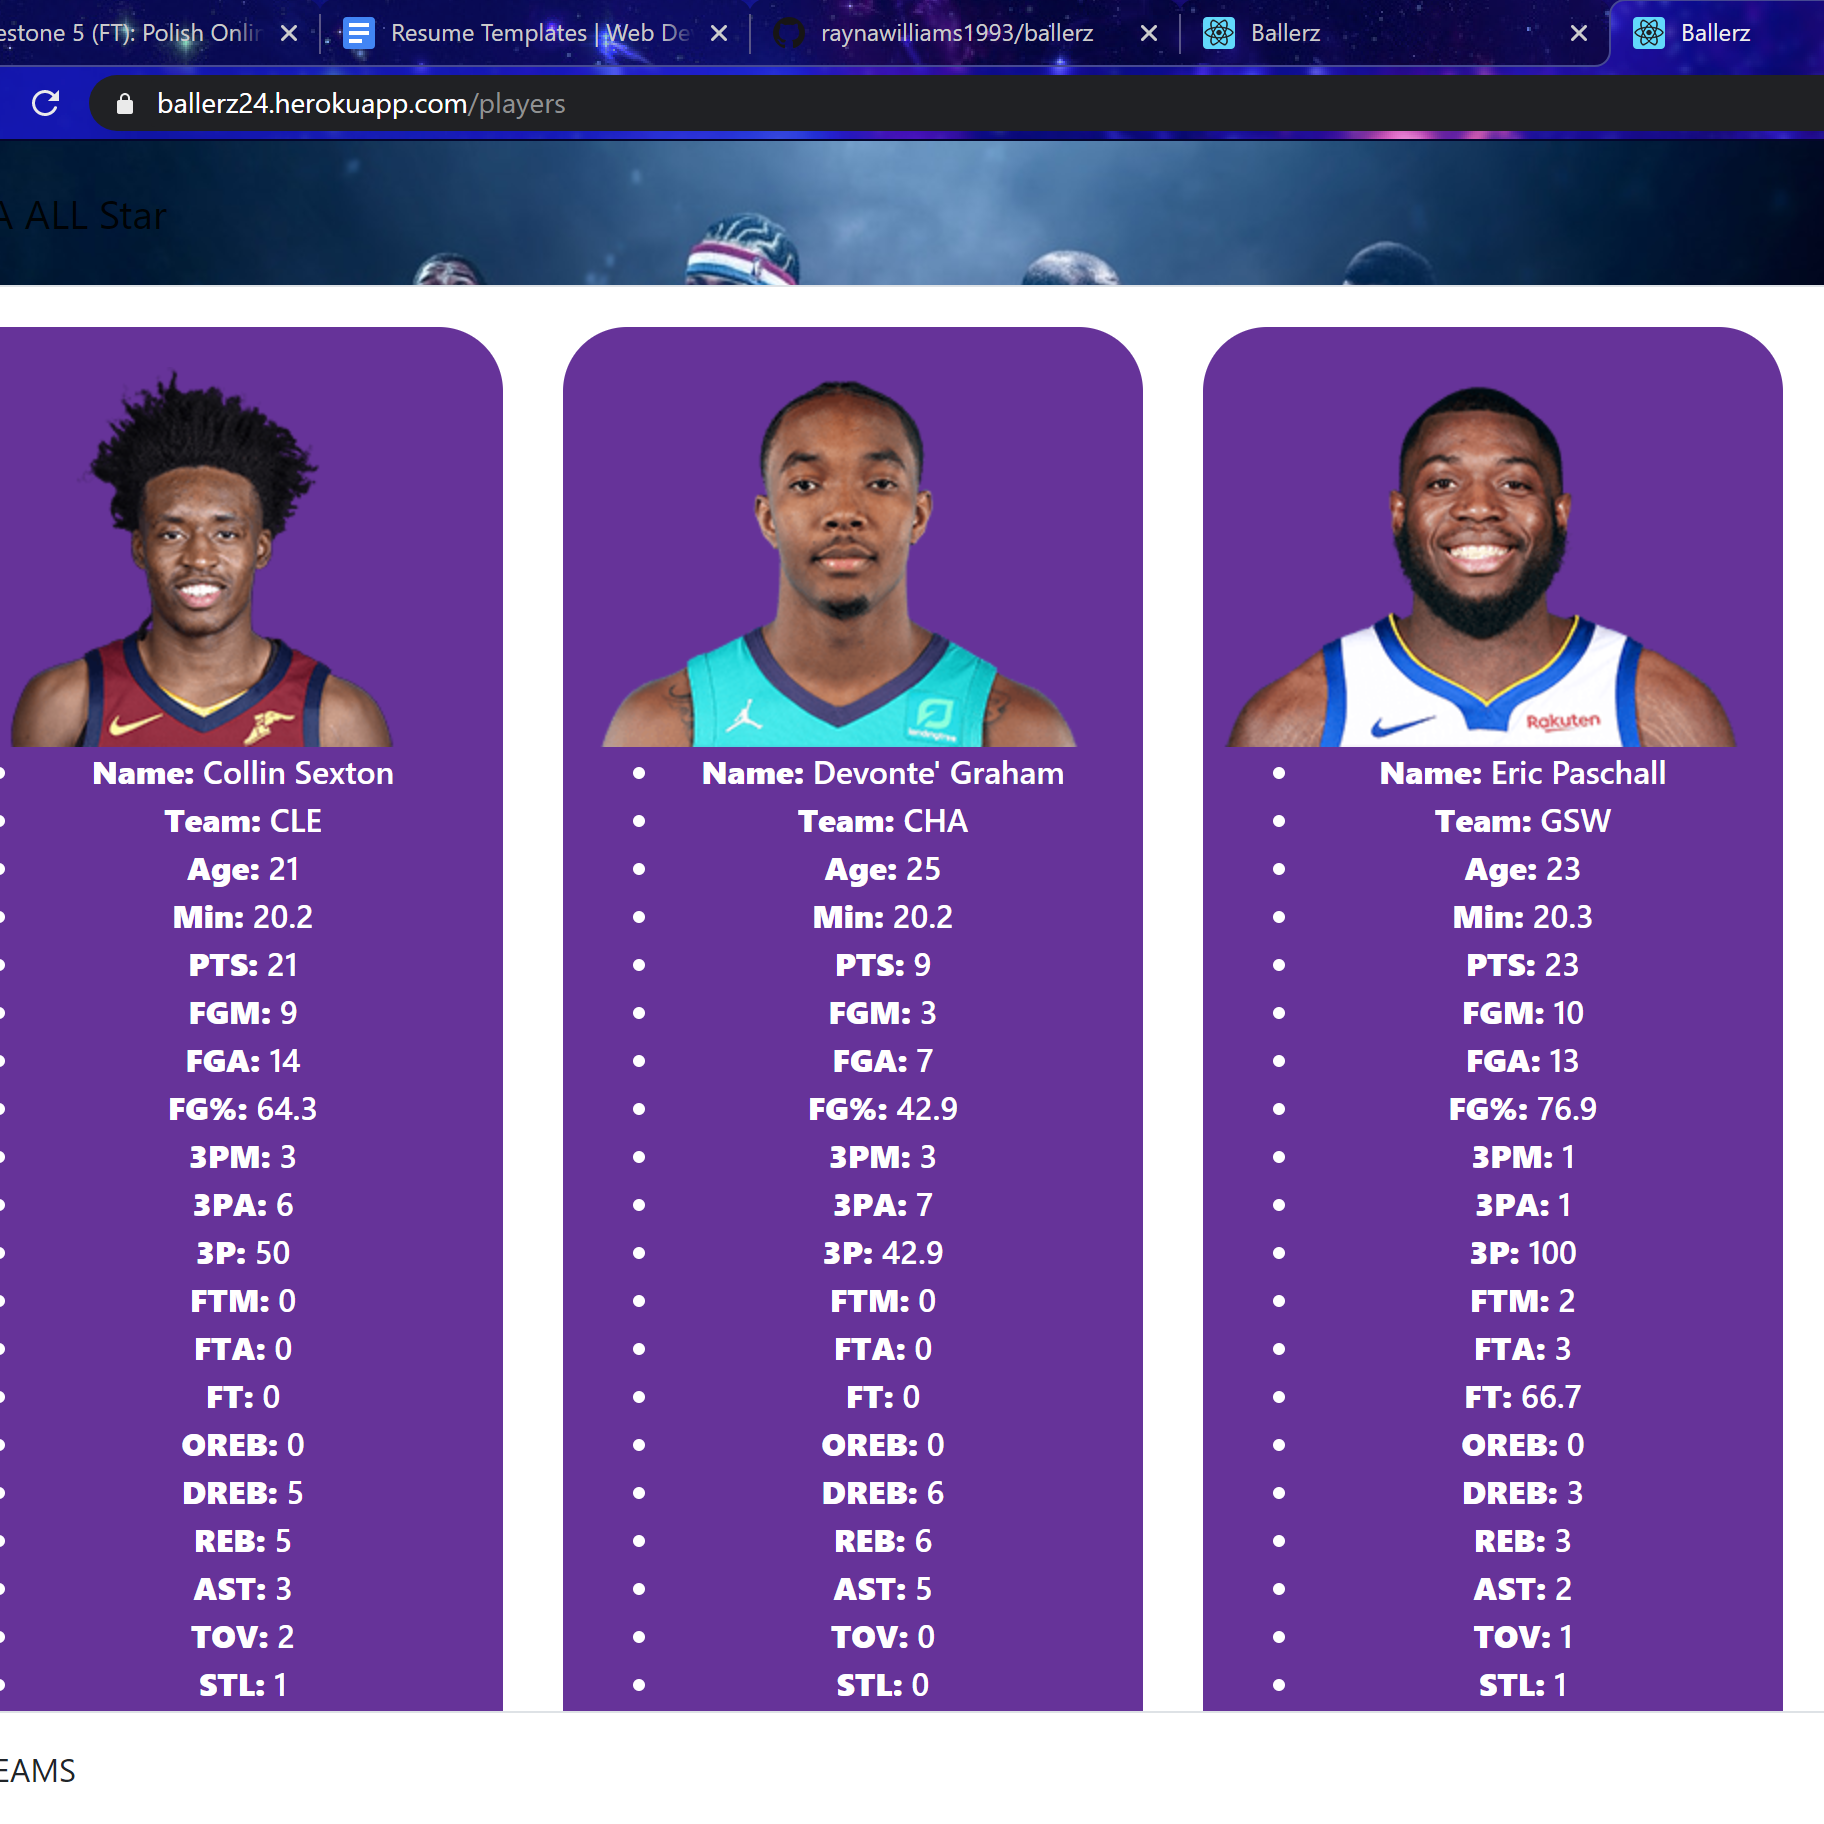 estone 5 (FT): Polish Onlin
Resume Templates | Web De
raynawilliams1993/ballerz
Ballerz
Ballerz
ballerz24.herokuapp.com/players
A ALL Star
lendingtree
Rakuten
Name: Collin Sexton
Team: CLE
Age: 21
Min: 20.2
PTS: 21
FGM: 9
FGA: 14
FG%: 64.3
3PM: 3
3PA: 6
3P: 50
FTM: 0
FTA: 0
FT: 0
OREB: 0
DREB: 5
REB: 5
AST: 3
TOV: 2
STL: 1
Name: Devonte' Graham
Team: CHA
Age: 25
Min: 20.2
PTS: 9
FGM: 3
FGA: 7
FG%: 42.9
3PM: 3
3PA: 7
3P: 42.9
FTM: 0
FTA: 0
FT: 0
OREB: 0
DREB: 6
REB: 6
AST: 5
TOV: 0
STL: 0
Name: Eric Paschall
Team: GSW
Age: 23
Min: 20.3
PTS: 23
FGM: 10
FGA: 13
FG%: 76.9
3PM: 1
3PA: 1
3P: 100
FTM: 2
FTA: 3
FT: 66.7
OREB: 0
DREB: 3
REB: 3
AST: 2
TOV: 1
STL: 1
EAMS